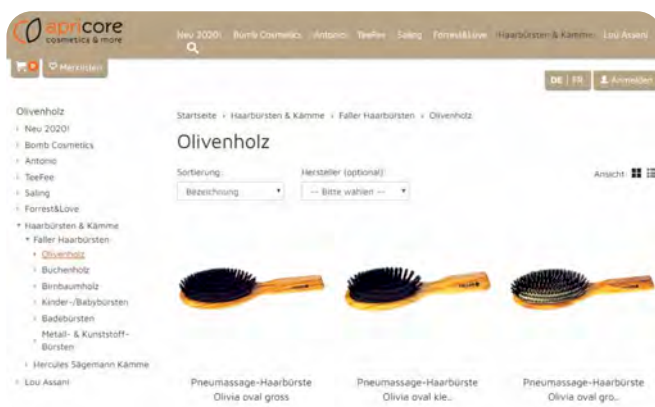 apricore
cosmetics & more
Neu 2020! Bomb Cosmetics Antonio TeeFee Saling Forrest&Love Haarbürsten & Kämme Lou Assani
0 Merklisten
DE | FR Anmelden
Olivenholz
Neu 2020!
Bomb Cosmetics
Antonio
TeeFee
Saling
Forrest&Love
Haarbürsten & Kämme
Faller Haarbürsten
Olivenholz
Buchenholz
Birnbaumholz
Kinder-/Babybürsten
Badebürsten
Metall- & Kunststoff-
Bürsten
Hercules Sägemann Kämme
Lou Assani
Startseite › Haarbürsten & Kämme › Faller Haarbürsten › Olivenholz
Olivenholz
Sortierung: Hersteller (optional): Ansicht:
Bezeichnung -- Bitte wählen --
Pneumassage-Haarbürste
Olivia oval gross
Pneumassage-Haarbürste
Olivia oval kle...
Pneumassage-Haarbürste
Olivia oval gro...